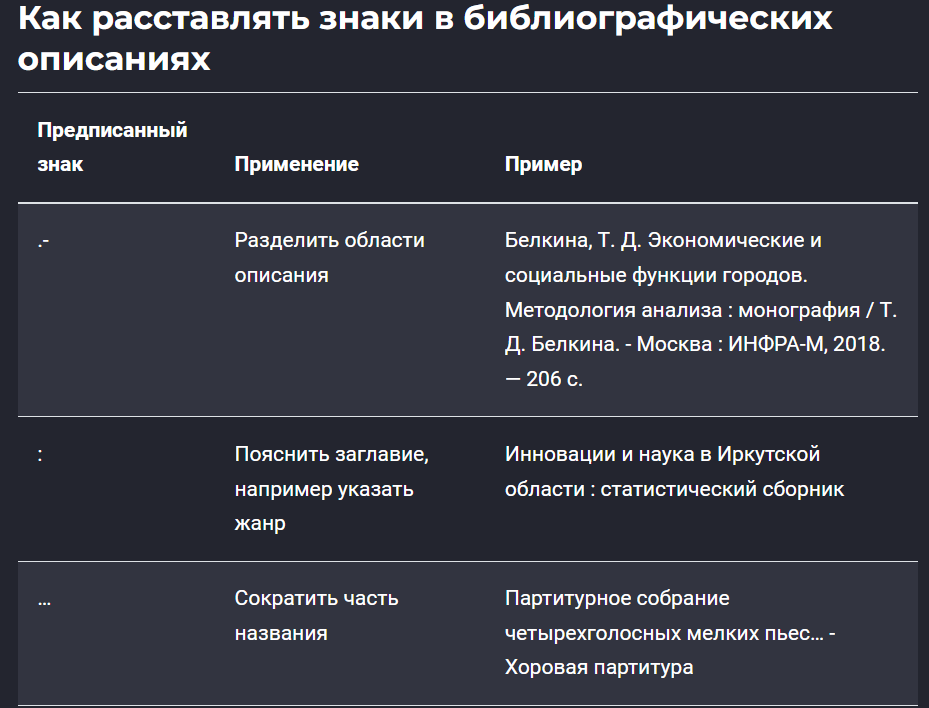 Как расставлять знаки в библиографических
описаниях
Предписанный
знак
Применение
Пример
.-
Разделить области
описания
Белкина, Т. Д. Экономические и
социальные функции городов.
Методология анализа : монография / Т.
Д. Белкина. - Москва : ИНФРА-М, 2018.
— 206 с.
:
Пояснить заглавие,
например указать
жанр
Инновации и наука в Иркутской
области : статистический сборник
...
Сократить часть
названия
Партитурное собрание
четырехголосных мелких пьес... -
Хоровая партитура